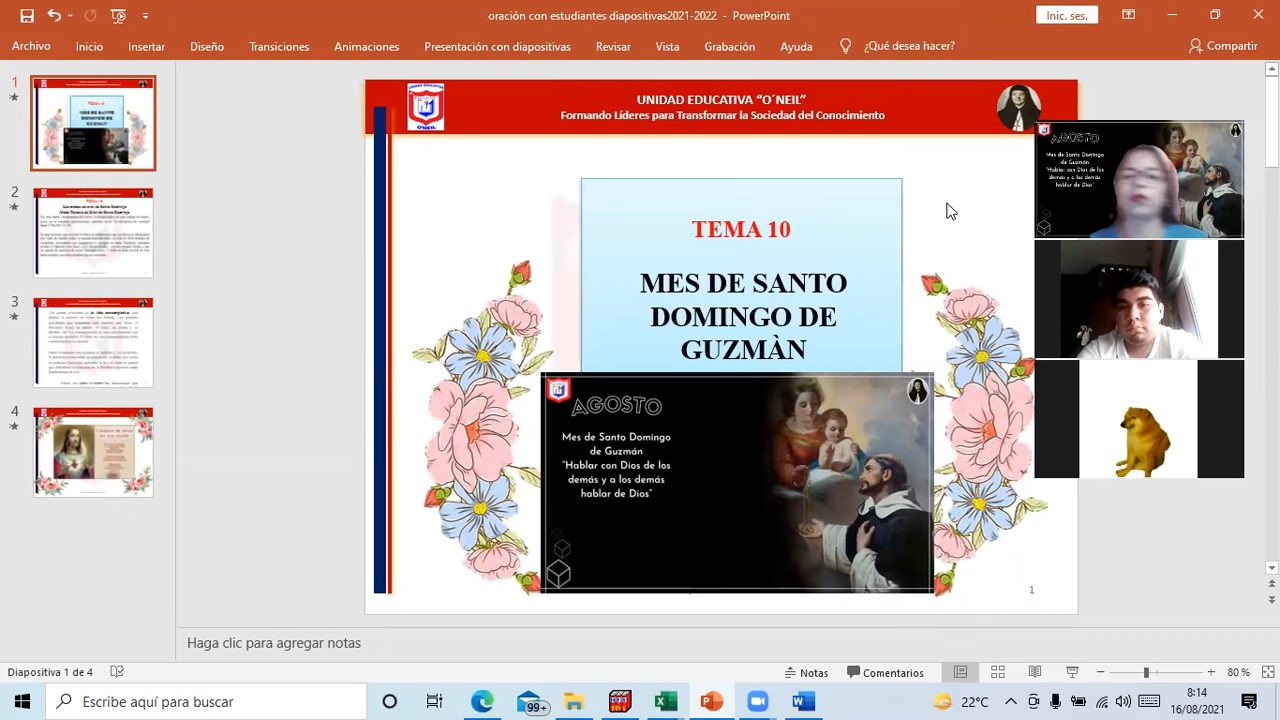 oración con estudiantes diapositivas2021-2022 - PowerPoint
Inic. ses.
Archivo Inicio Insertar Diseño Transiciones Animaciones Presentación con diapositivas Revisar Vista Grabación Ayuda ¿Qué desea hacer? Compartir
1
2
3
4
UNIDAD EDUCATIVA “O´NEIL”
Formando Líderes para Transformar la Sociedad del Conocimiento
O´NEIL
TEMA 10
MES DE SANTO
DOMINGO DE
GUZMÀN
AGOSTO
Mes de Santo Domingo
de Guzmán
"Hablar con Dios de los
demás y a los demás
hablar de Dios"
1
AGOSTO
Mes de Santo Domingo
de Guzmán
"Hablar con Dios de los
demás y a los demás
hablar de Dios"
Haga clic para agregar notas
Diapositiva 1 de 4
Notas
Comentarios
80 %
Escribe aquí para buscar
99+
22°C
8:14
16/08/2021